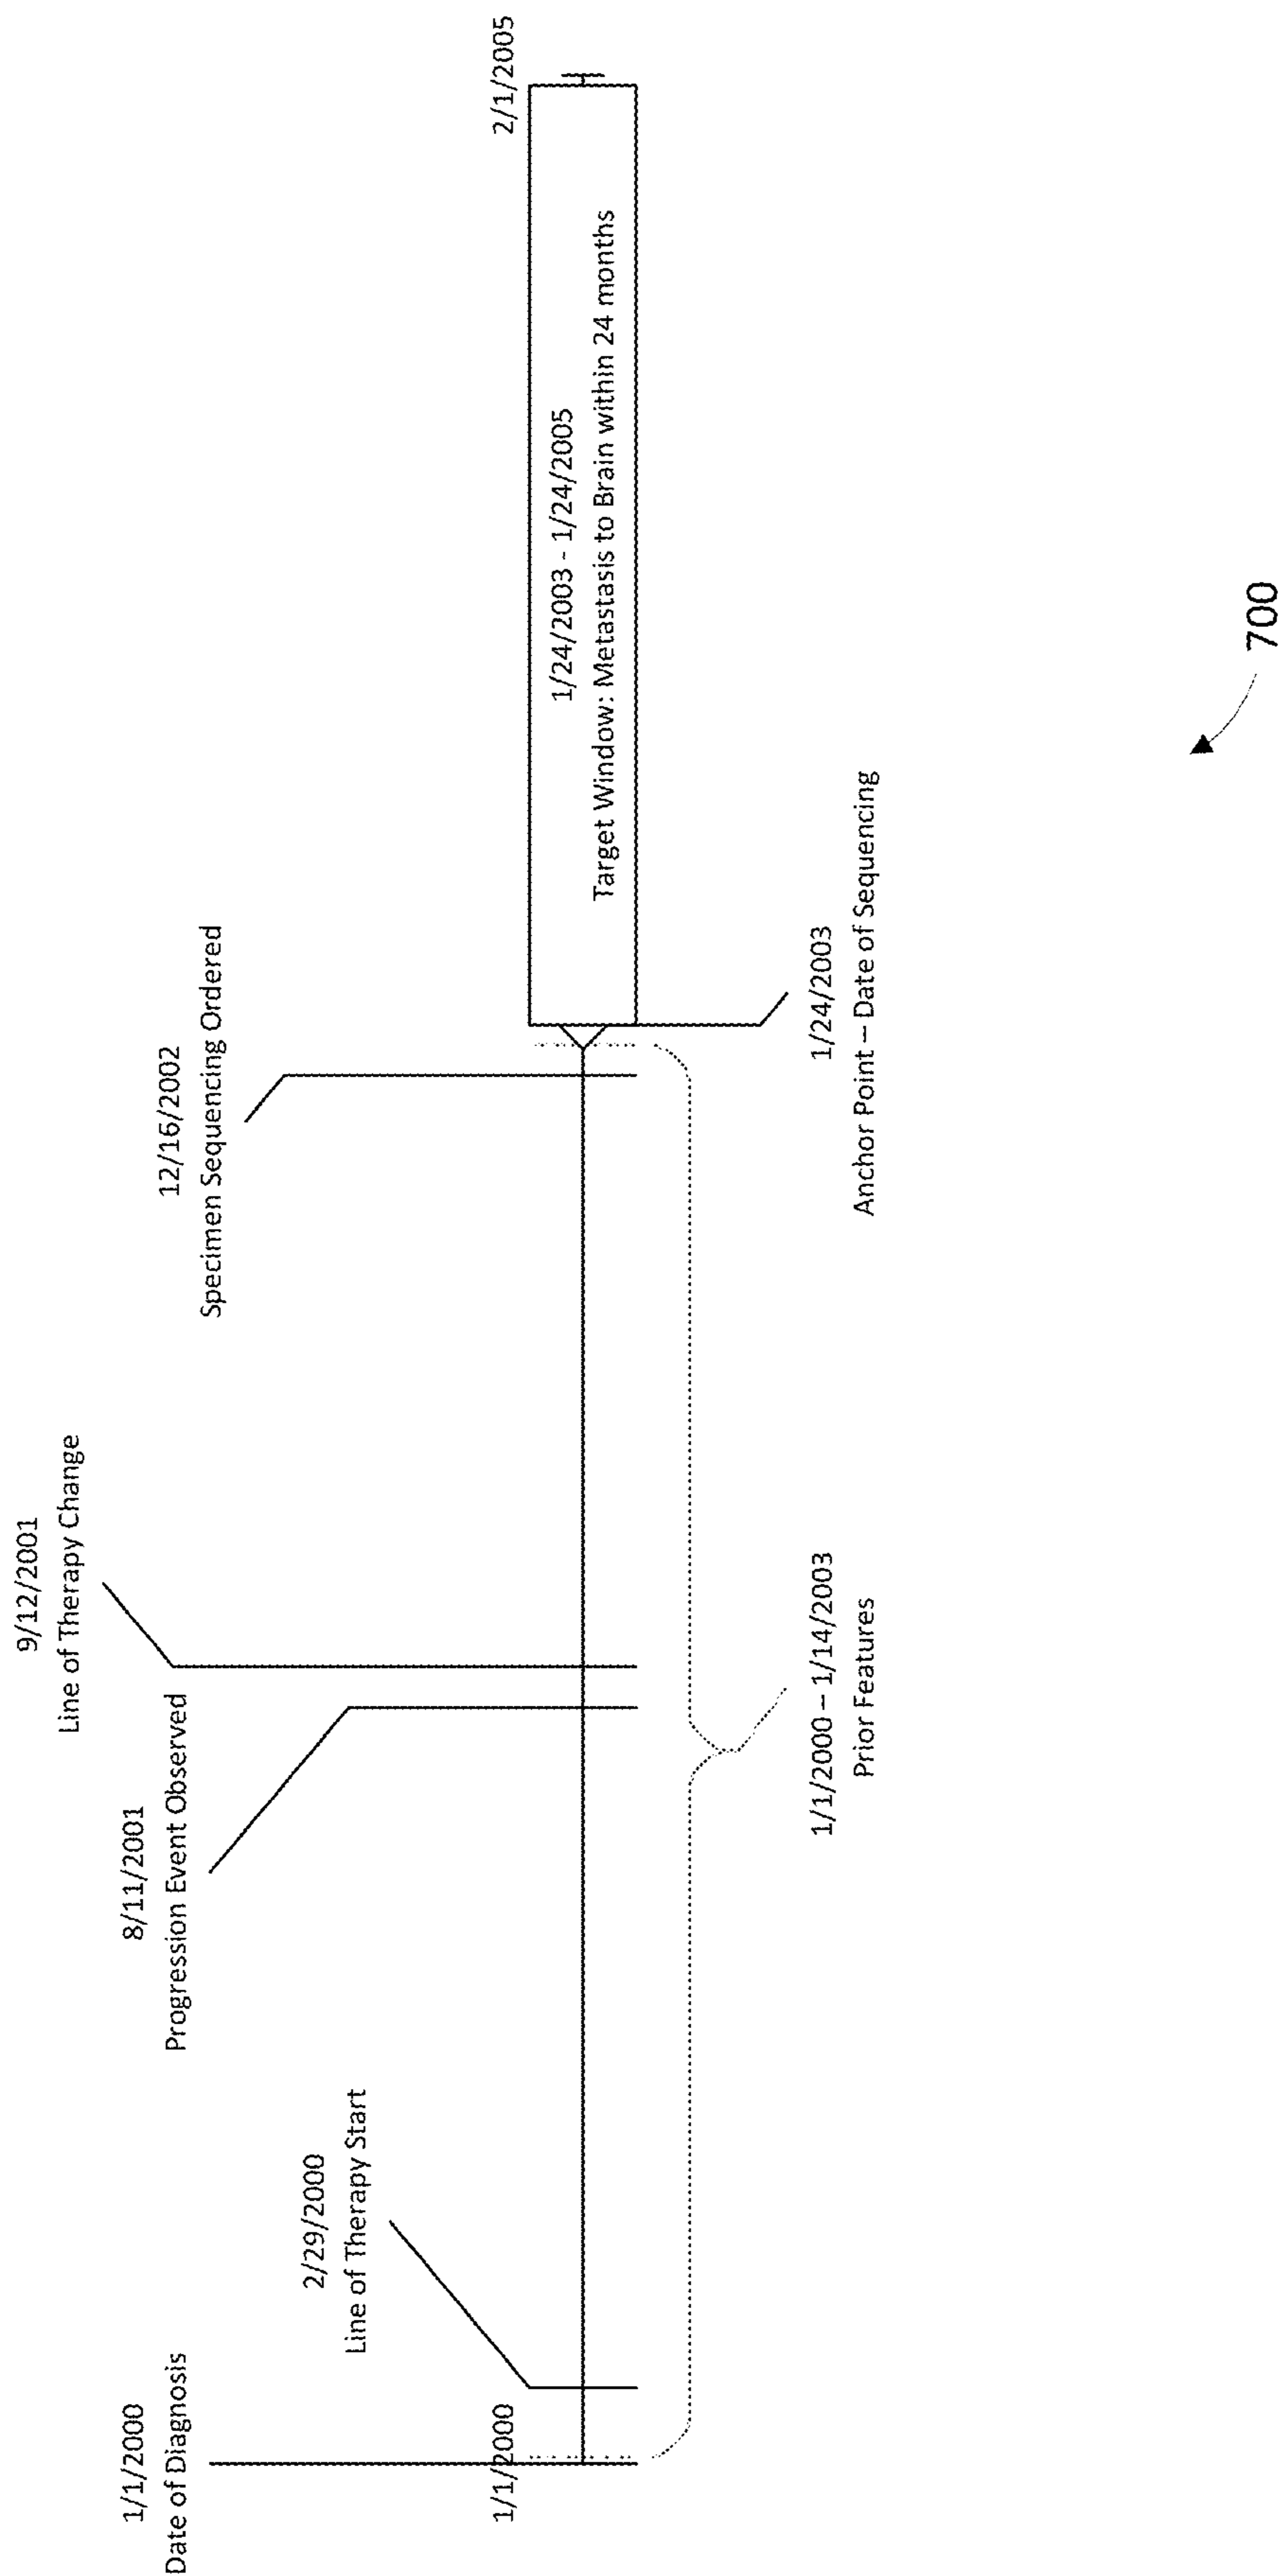 1/1/2000
Date of Diagnosis
2/29/2000
Line of Therapy Start
8/11/2001
Progression Event Observed
9/12/2001
Line of Therapy Change
12/16/2002
Specimen Sequencing Ordered
1/1/2000
2/1/2005
1/24/2003 - 1/24/2005
Target Window: Metastasis to Brain within 24 months
1/1/2000 – 1/14/2003
Prior Features
1/24/2003
Anchor Point – Date of Sequencing
700